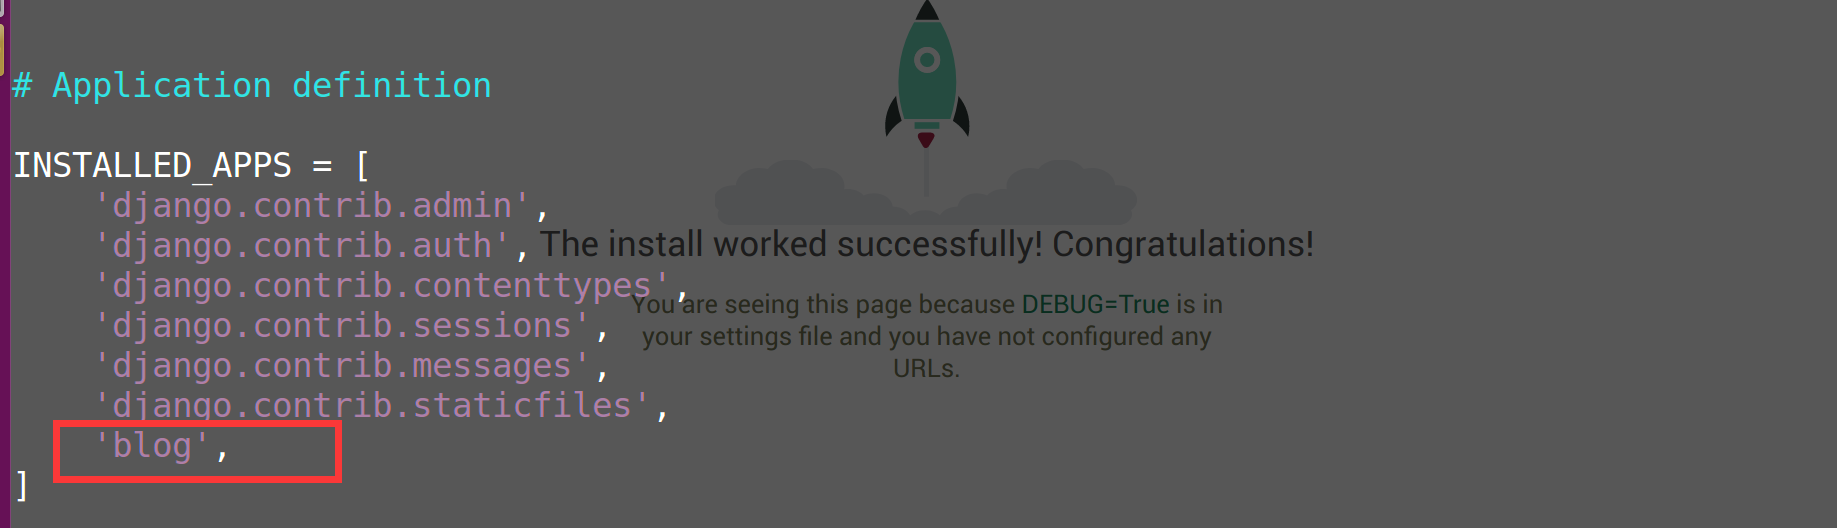 # Application definition
INSTALLED_APPS = [
'django.contrib.admin',
'django.contrib.auth',
'django.contrib.contenttypes',
'django.contrib.sessions',
'django.contrib.messages',
'django.contrib.staticfiles',
'blog',
]
The install worked successfully! Congratulations!
You are seeing this page because DEBUG=True is in
your settings file and you have not configured any
URLs.